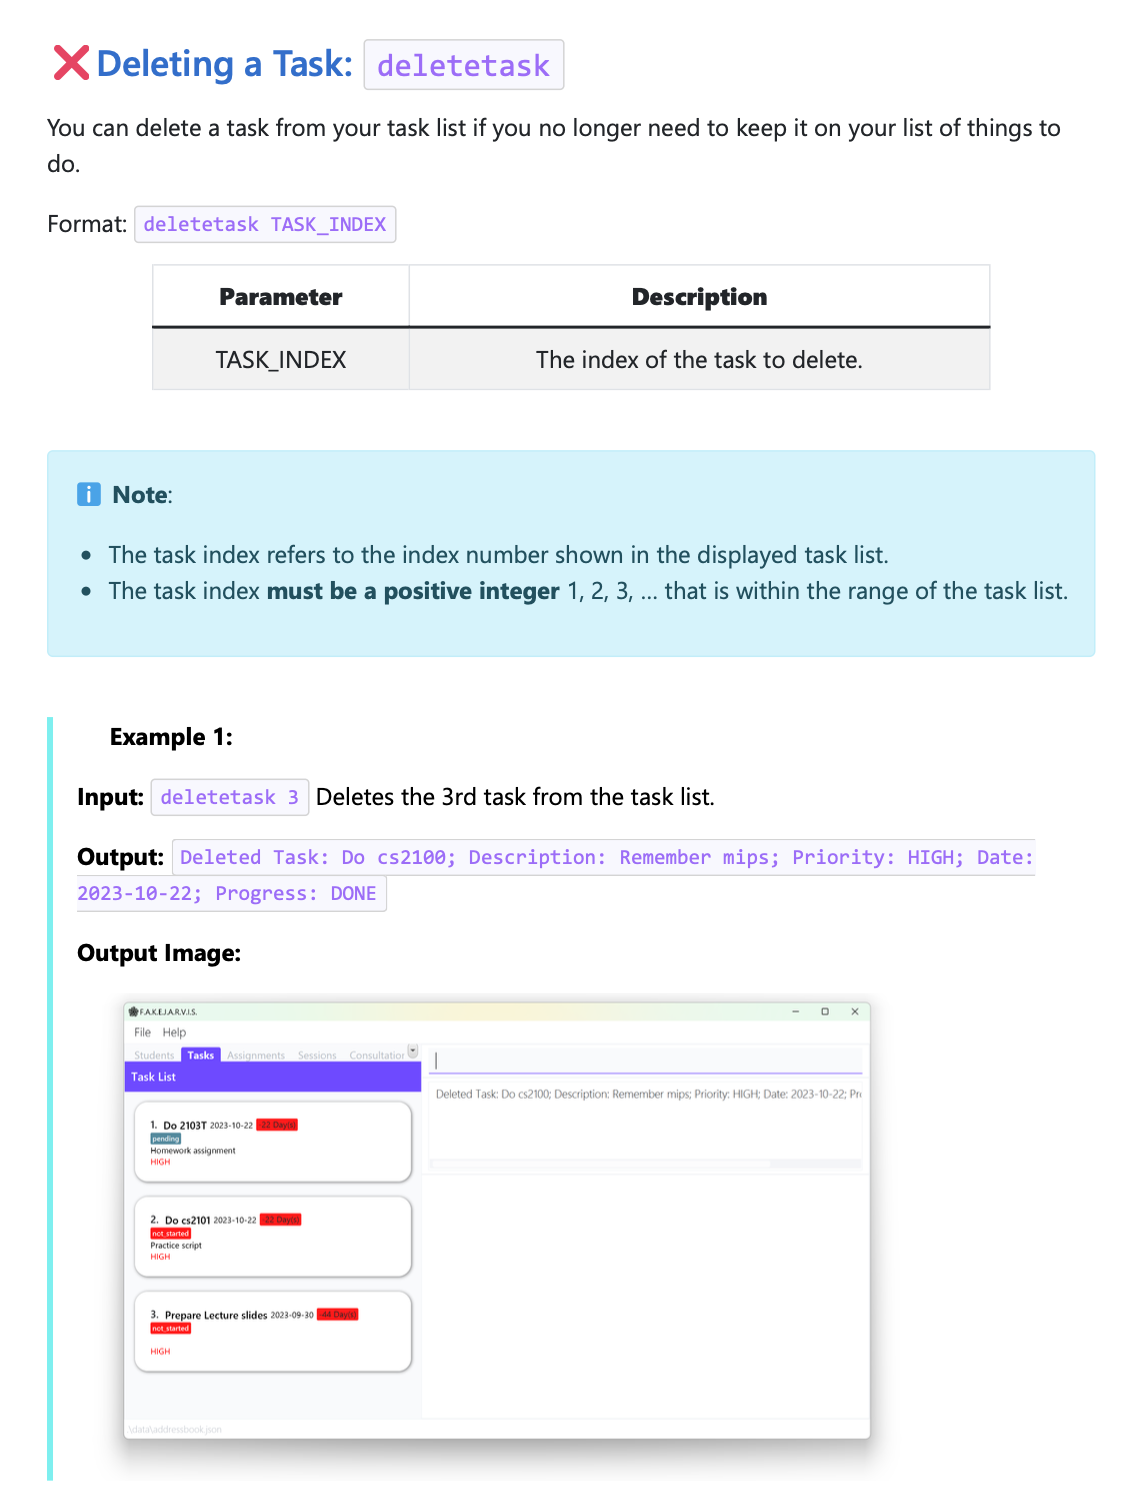 ❌Deleting a Task: deletetask
You can delete a task from your task list if you no longer need to keep it on your list of things to
do.
Format: deletetask TASK_INDEX
Parameter Description
TASK_INDEX The index of the task to delete.
ℹ️ Note:
• The task index refers to the index number shown in the displayed task list.
• The task index must be a positive integer 1, 2, 3, … that is within the range of the task list.
Example 1:
Input: deletetask 3 Deletes the 3rd task from the task list.
Output: Deleted Task: Do cs2100; Description: Remember mips; Priority: HIGH; Date:
2023-10-22; Progress: DONE
Output Image:
F.A.K.E.J.A.R.V.I.S.
File Help
Students Tasks Assignments Sessions Consultation
Task List
Deleted Task: Do cs2100; Description: Remember mips; Priority: HIGH; Date: 2023-10-22; Pr
1. Do 2103T 2023-10-22 -22 Day(s)
pending
Homework assignment
HIGH
2. Do cs2101 2023-10-22 -22 Day(s)
not_started
Practice script
HIGH
3. Prepare Lecture slides 2023-09-30 -44 Day(s)
not_started
HIGH
\data\addressbook.json